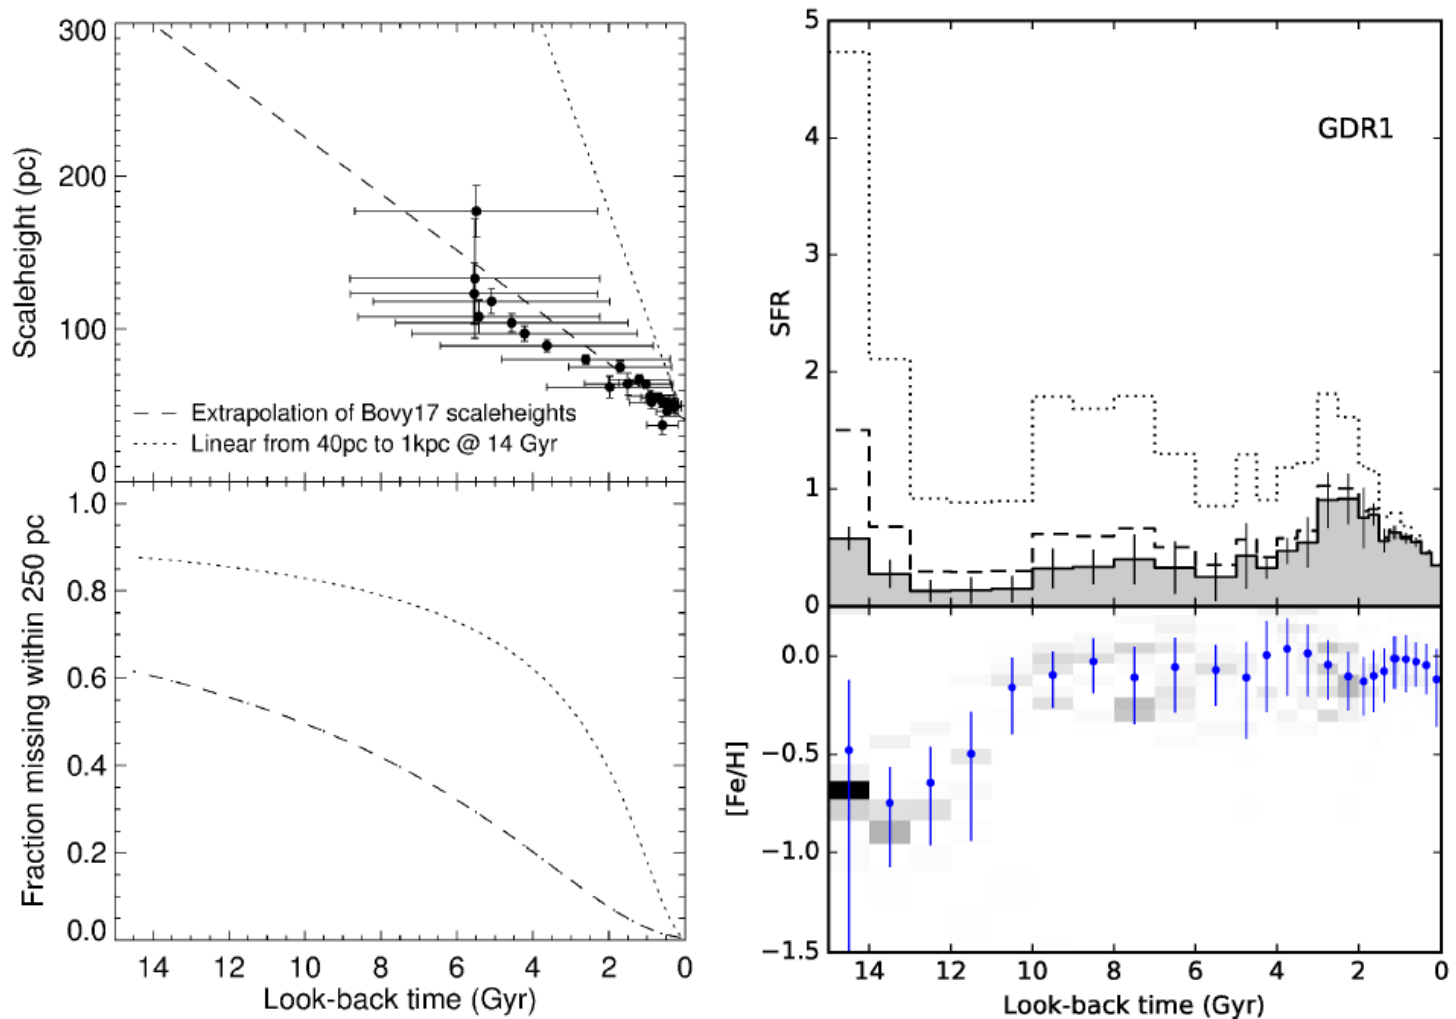 300
200
100
0
Scaleheight (pc)
Extrapolation of Bovy17 scaleheights
Linear from 40pc to 1kpc @ 14 Gyr
1.0
0.8
0.6
0.4
0.2
0.0
Fraction missing within 250 pc
14 12 10 8 6 4 2 0
Look-back time (Gyr)
5
4
3
2
1
0
SFR
GDR1
0.0
−0.5
−1.0
−1.5
[Fe/H]
14 12 10 8 6 4 2 0
Look-back time (Gyr)